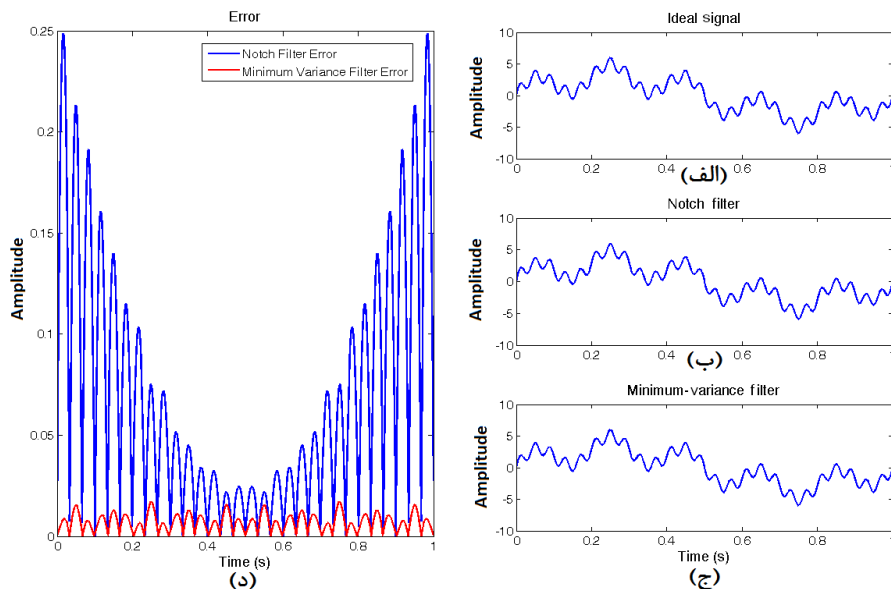 Error
0.25
0.2
0.15
0.1
0.05
0
Amplitude
Notch Filter Error
Minimum Variance Filter Error
0 0.2 0.4 0.6 0.8 1
Time (s)
(د)
Ideal signal
10
5
0
-5
-10
Amplitude
0 0.2 0.4 0.6 0.8 1
(الف)
Notch filter
10
5
0
-5
-10
Amplitude
0 0.2 0.4 0.6 0.8 1
(ب)
Minimum-variance filter
10
5
0
-5
-10
Amplitude
0 0.2 0.4 0.6 0.8 1
Time (s)
(ج)